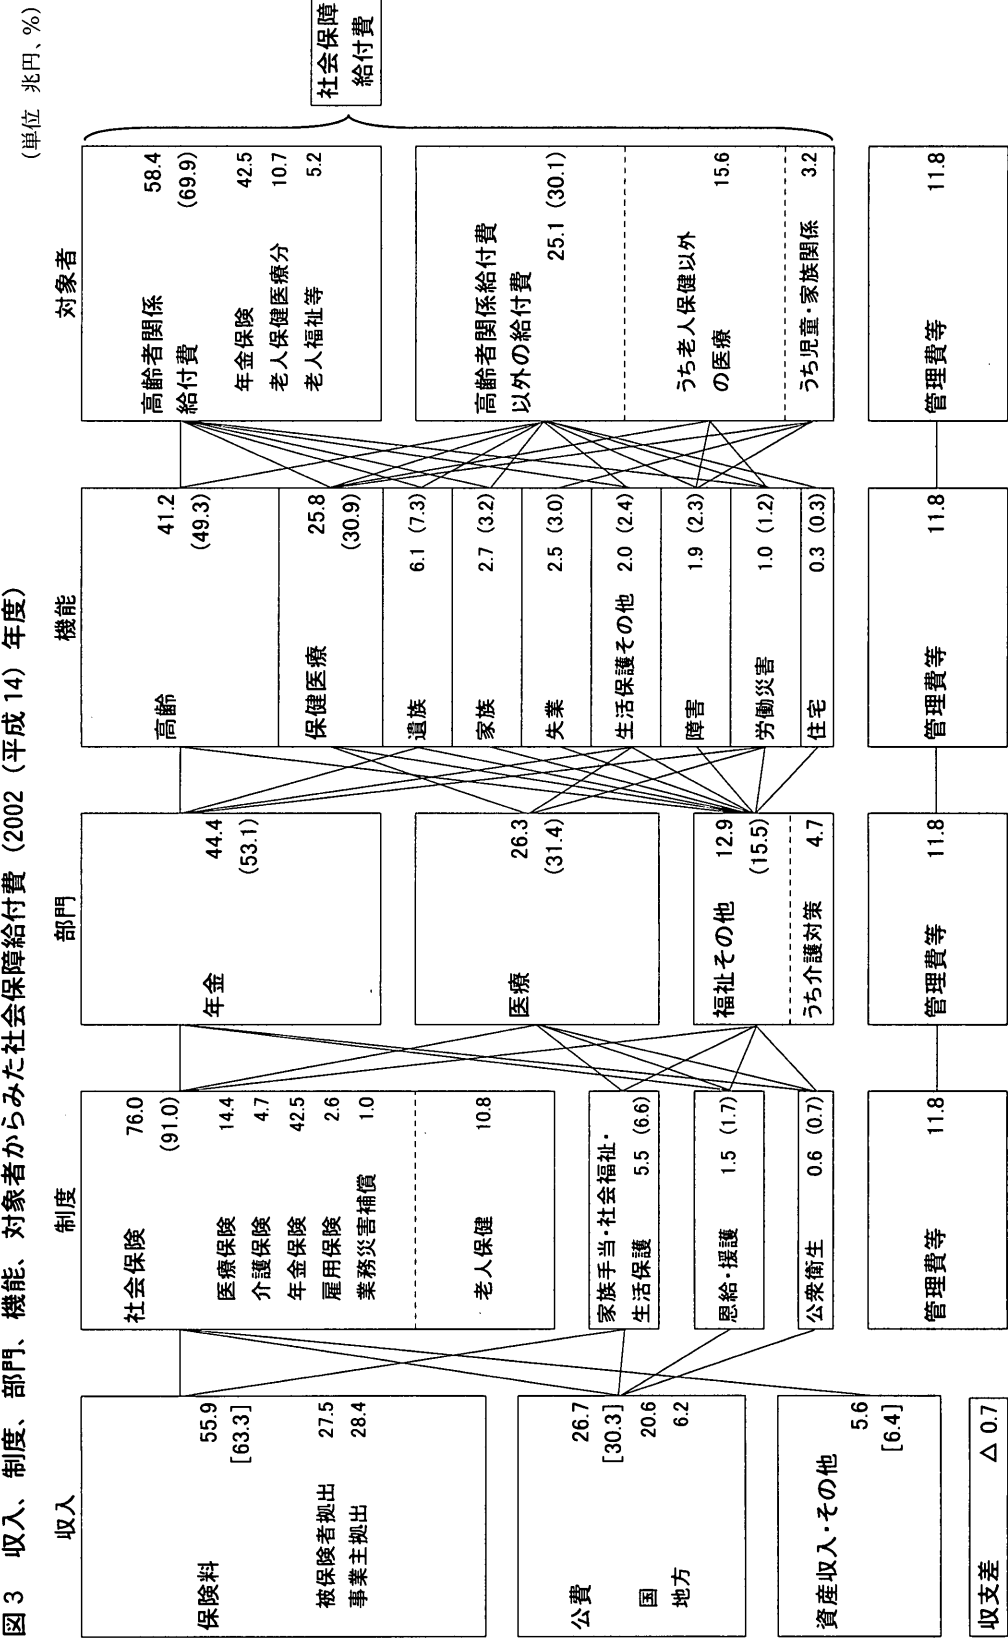 図3 収入、制度、部門、機能、対象者からみた社会保障給付費（2002（平成14）年度）
（単位 兆円、%）
収入
保険料 55.9
[63.3]
被保険者拠出 27.5
事業主拠出 28.4
公費 26.7
[30.3]
国 20.6
地方 6.2
資産収入・その他 5.6
[6.4]
収支差 △0.7
制度
社会保険 76.0
(91.0)
医療保険 14.4
介護保険 4.7
年金保険 42.5
雇用保険 2.6
業務災害補償 1.0
老人保健 10.8
家族手当・社会福祉・
生活保護 5.5 (6.6)
恩給・援護 1.5 (1.7)
公衆衛生 0.6 (0.7)
管理費等 11.8
部門
年金 44.4
(53.1)
医療 26.3
(31.4)
福祉その他 12.9
(15.5)
うち介護対策 4.7
管理費等 11.8
機能
高齢 41.2
(49.3)
保健医療 25.8
(30.9)
遺族 6.1 (7.3)
家族 2.7 (3.2)
失業 2.5 (3.0)
生活保護その他 2.0 (2.4)
障害 1.9 (2.3)
労働災害 1.0 (1.2)
住宅 0.3 (0.3)
管理費等 11.8
対象者
高齢者関係 58.4
給付費 (69.9)
年金保険 42.5
老人保健医療分 10.7
老人福祉等 5.2
高齢者関係給付費
以外の給付費
25.1 (30.1)
うち老人保健以外
の医療 15.6
うち児童・家族関係 3.2
管理費等 11.8
社会保障
給付費